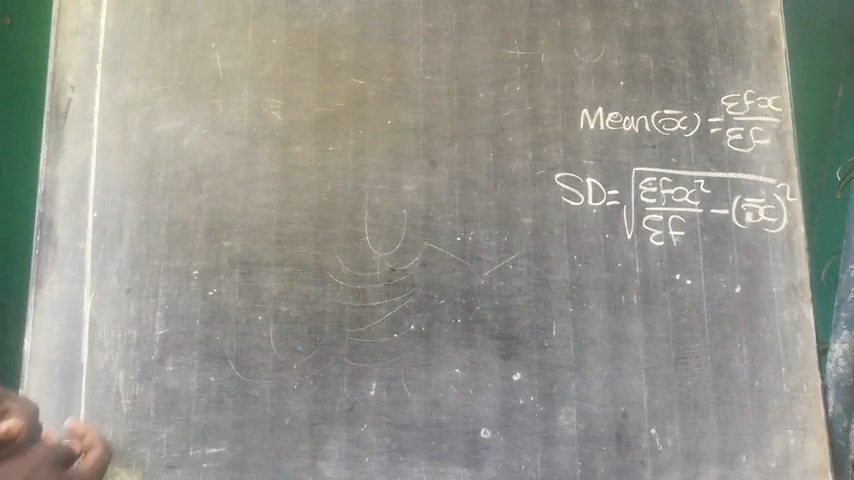 Mean(x̄) = Σfx/Σf
SD = √(Σfx²/Σf - (x̄)²)